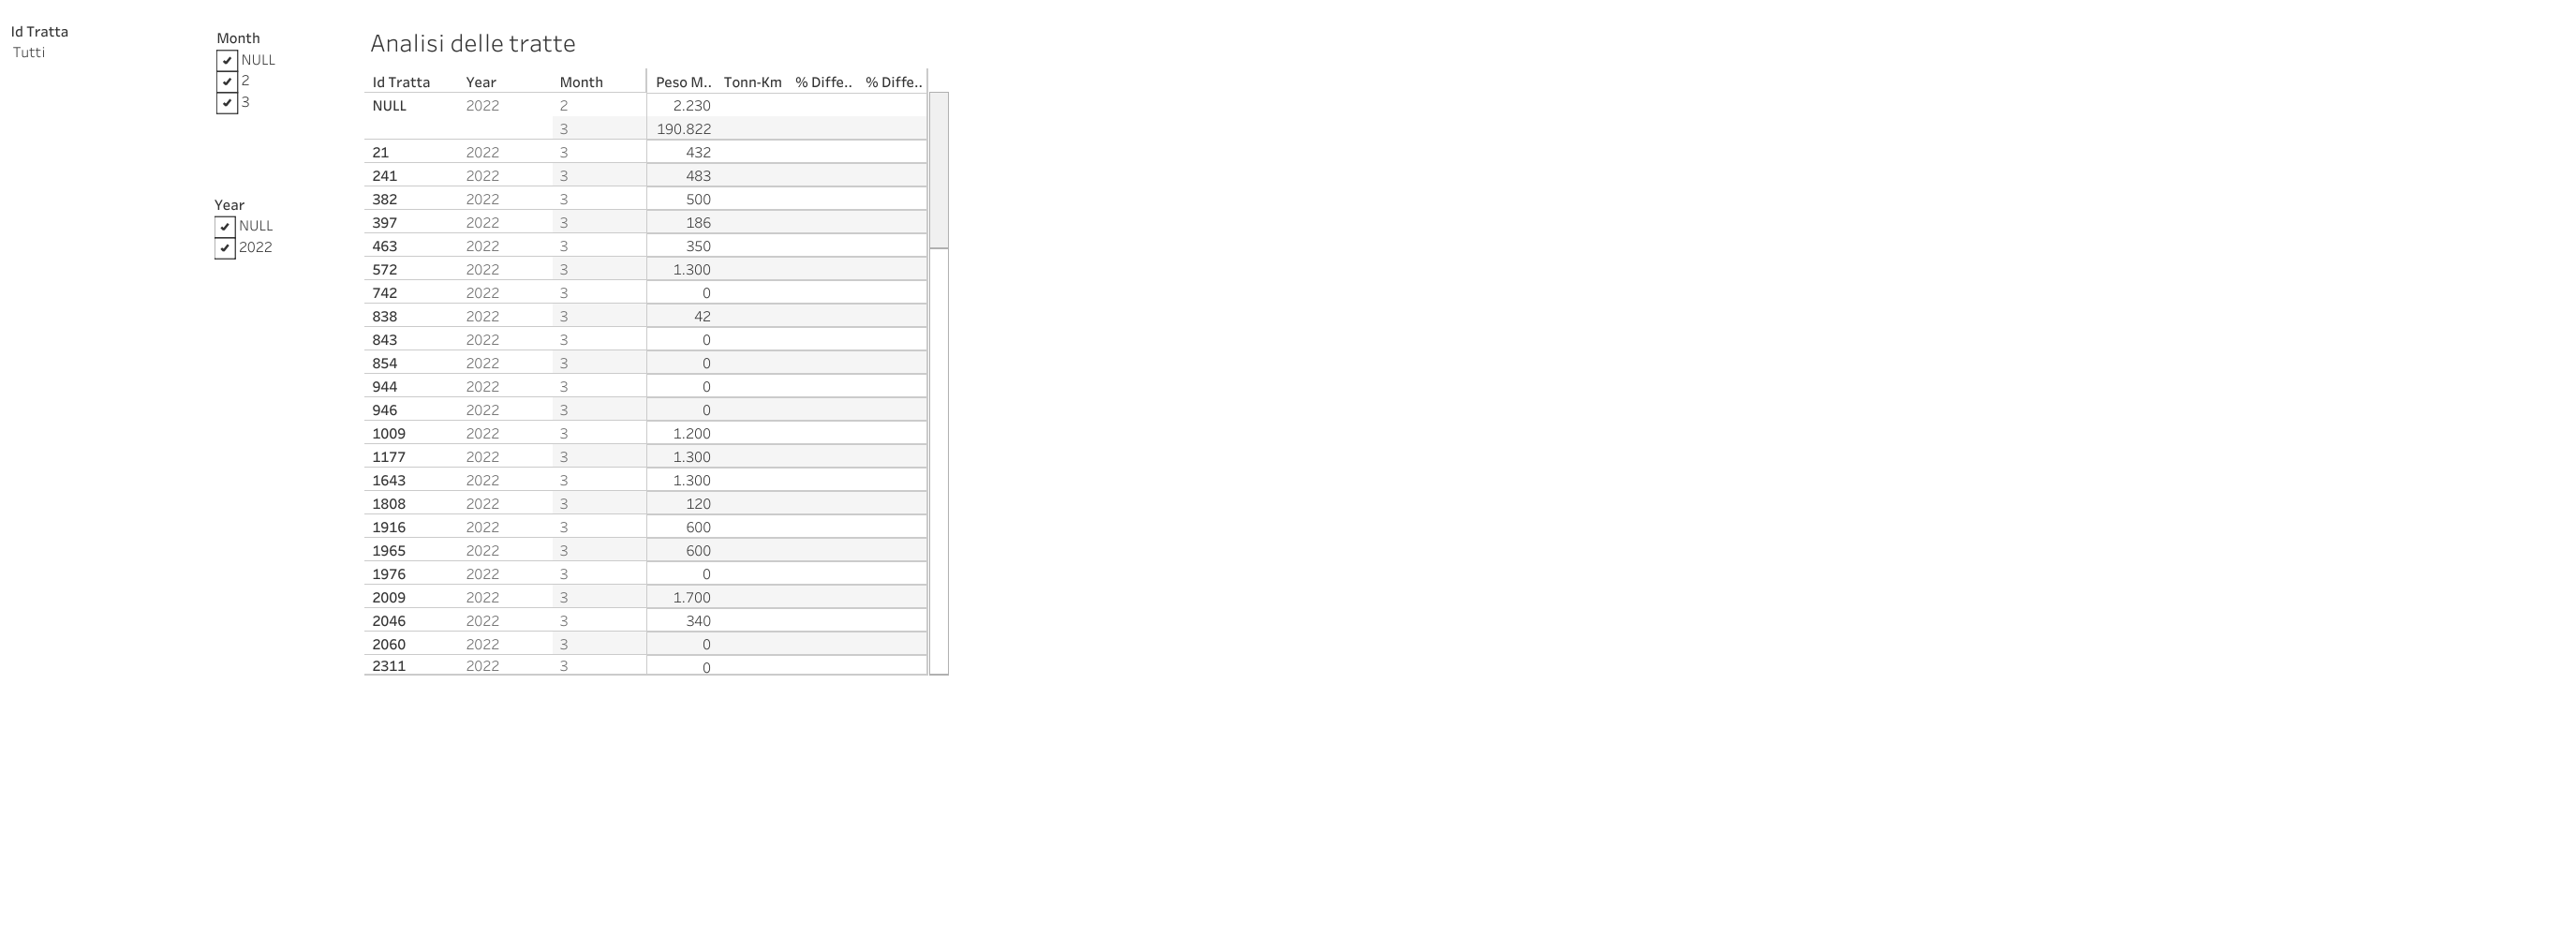 Id Tratta
Tutti
Month
NULL
2
3
Year
NULL
2022
Analisi delle tratte
Id Tratta Year Month Peso M.. Tonn-Km % Diffe.. % Diffe..
NULL 2022 2 2.230
3 190.822
21 2022 3 432
241 2022 3 483
382 2022 3 500
397 2022 3 186
463 2022 3 350
572 2022 3 1.300
742 2022 3 0
838 2022 3 42
843 2022 3 0
854 2022 3 0
944 2022 3 0
946 2022 3 0
1009 2022 3 1.200
1177 2022 3 1.300
1643 2022 3 1.300
1808 2022 3 120
1916 2022 3 600
1965 2022 3 600
1976 2022 3 0
2009 2022 3 1.700
2046 2022 3 340
2060 2022 3 0
2311 2022 3 0